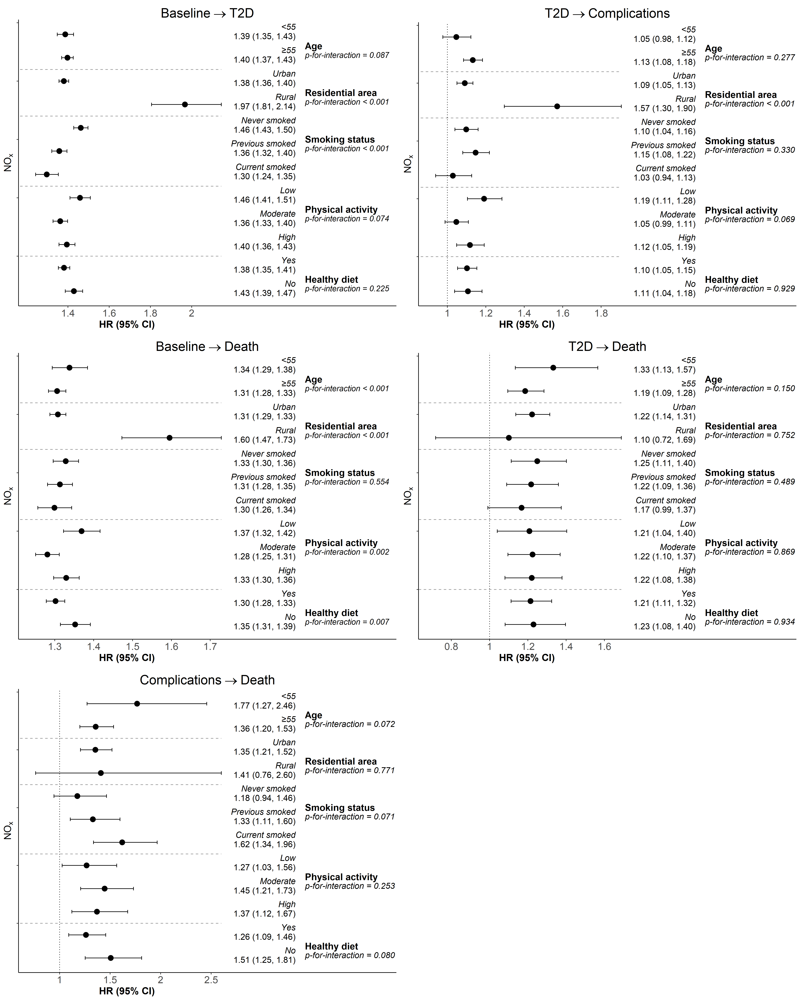 Baseline → T2D
<55
1.39 (1.35, 1.43)
Age
p-for-interaction = 0.087
≥55
1.40 (1.37, 1.43)
Urban
1.38 (1.36, 1.40)
Residential area
p-for-interaction < 0.001
Rural
1.97 (1.81, 2.14)
Never smoked
1.46 (1.43, 1.50)
Smoking status
p-for-interaction < 0.001
Previous smoked
1.36 (1.32, 1.40)
Current smoked
1.30 (1.24, 1.35)
Low
1.46 (1.41, 1.51)
Physical activity
p-for-interaction = 0.074
Moderate
1.36 (1.33, 1.40)
High
1.40 (1.36, 1.43)
Yes
1.38 (1.35, 1.41)
Healthy diet
p-for-interaction = 0.225
No
1.43 (1.39, 1.47)
NOx
1.4 1.6 1.8 2
HR (95% CI)
T2D → Complications
<55
1.05 (0.98, 1.12)
Age
p-for-interaction = 0.277
≥55
1.13 (1.08, 1.18)
Urban
1.09 (1.05, 1.13)
Residential area
p-for-interaction < 0.001
Rural
1.57 (1.30, 1.90)
Never smoked
1.10 (1.04, 1.16)
Smoking status
p-for-interaction = 0.330
Previous smoked
1.15 (1.08, 1.22)
Current smoked
1.03 (0.94, 1.13)
Low
1.19 (1.11, 1.28)
Physical activity
p-for-interaction = 0.069
Moderate
1.05 (0.99, 1.11)
High
1.12 (1.05, 1.19)
Yes
1.10 (1.05, 1.15)
Healthy diet
p-for-interaction = 0.929
No
1.11 (1.04, 1.18)
NOx
1 1.2 1.4 1.6 1.8
HR (95% CI)
Baseline → Death
<55
1.34 (1.29, 1.38)
Age
p-for-interaction < 0.001
≥55
1.31 (1.28, 1.33)
Urban
1.31 (1.29, 1.33)
Residential area
p-for-interaction < 0.001
Rural
1.60 (1.47, 1.73)
Never smoked
1.33 (1.30, 1.36)
Smoking status
p-for-interaction = 0.554
Previous smoked
1.31 (1.28, 1.35)
Current smoked
1.30 (1.26, 1.34)
Low
1.37 (1.32, 1.42)
Physical activity
p-for-interaction = 0.002
Moderate
1.28 (1.25, 1.31)
High
1.33 (1.30, 1.36)
Yes
1.30 (1.28, 1.33)
Healthy diet
p-for-interaction = 0.007
No
1.35 (1.31, 1.39)
NOx
1.3 1.4 1.5 1.6 1.7
HR (95% CI)
T2D → Death
<55
1.33 (1.13, 1.57)
Age
p-for-interaction = 0.150
≥55
1.19 (1.09, 1.28)
Urban
1.22 (1.14, 1.31)
Residential area
p-for-interaction = 0.752
Rural
1.10 (0.72, 1.69)
Never smoked
1.25 (1.11, 1.40)
Smoking status
p-for-interaction = 0.489
Previous smoked
1.22 (1.09, 1.36)
Current smoked
1.17 (0.99, 1.37)
Low
1.21 (1.04, 1.40)
Physical activity
p-for-interaction = 0.869
Moderate
1.22 (1.10, 1.37)
High
1.22 (1.08, 1.38)
Yes
1.21 (1.11, 1.32)
Healthy diet
p-for-interaction = 0.934
No
1.23 (1.08, 1.40)
NOx
0.8 1 1.2 1.4 1.6
HR (95% CI)
Complications → Death
<55
1.77 (1.27, 2.46)
Age
p-for-interaction = 0.072
≥55
1.36 (1.20, 1.53)
Urban
1.35 (1.21, 1.52)
Residential area
p-for-interaction = 0.771
Rural
1.41 (0.76, 2.60)
Never smoked
1.18 (0.94, 1.46)
Smoking status
p-for-interaction = 0.071
Previous smoked
1.33 (1.11, 1.60)
Current smoked
1.62 (1.34, 1.96)
Low
1.27 (1.03, 1.56)
Physical activity
p-for-interaction = 0.253
Moderate
1.45 (1.21, 1.73)
High
1.37 (1.12, 1.67)
Yes
1.26 (1.09, 1.46)
Healthy diet
p-for-interaction = 0.080
No
1.51 (1.25, 1.81)
NOx
1 1.5 2 2.5
HR (95% CI)